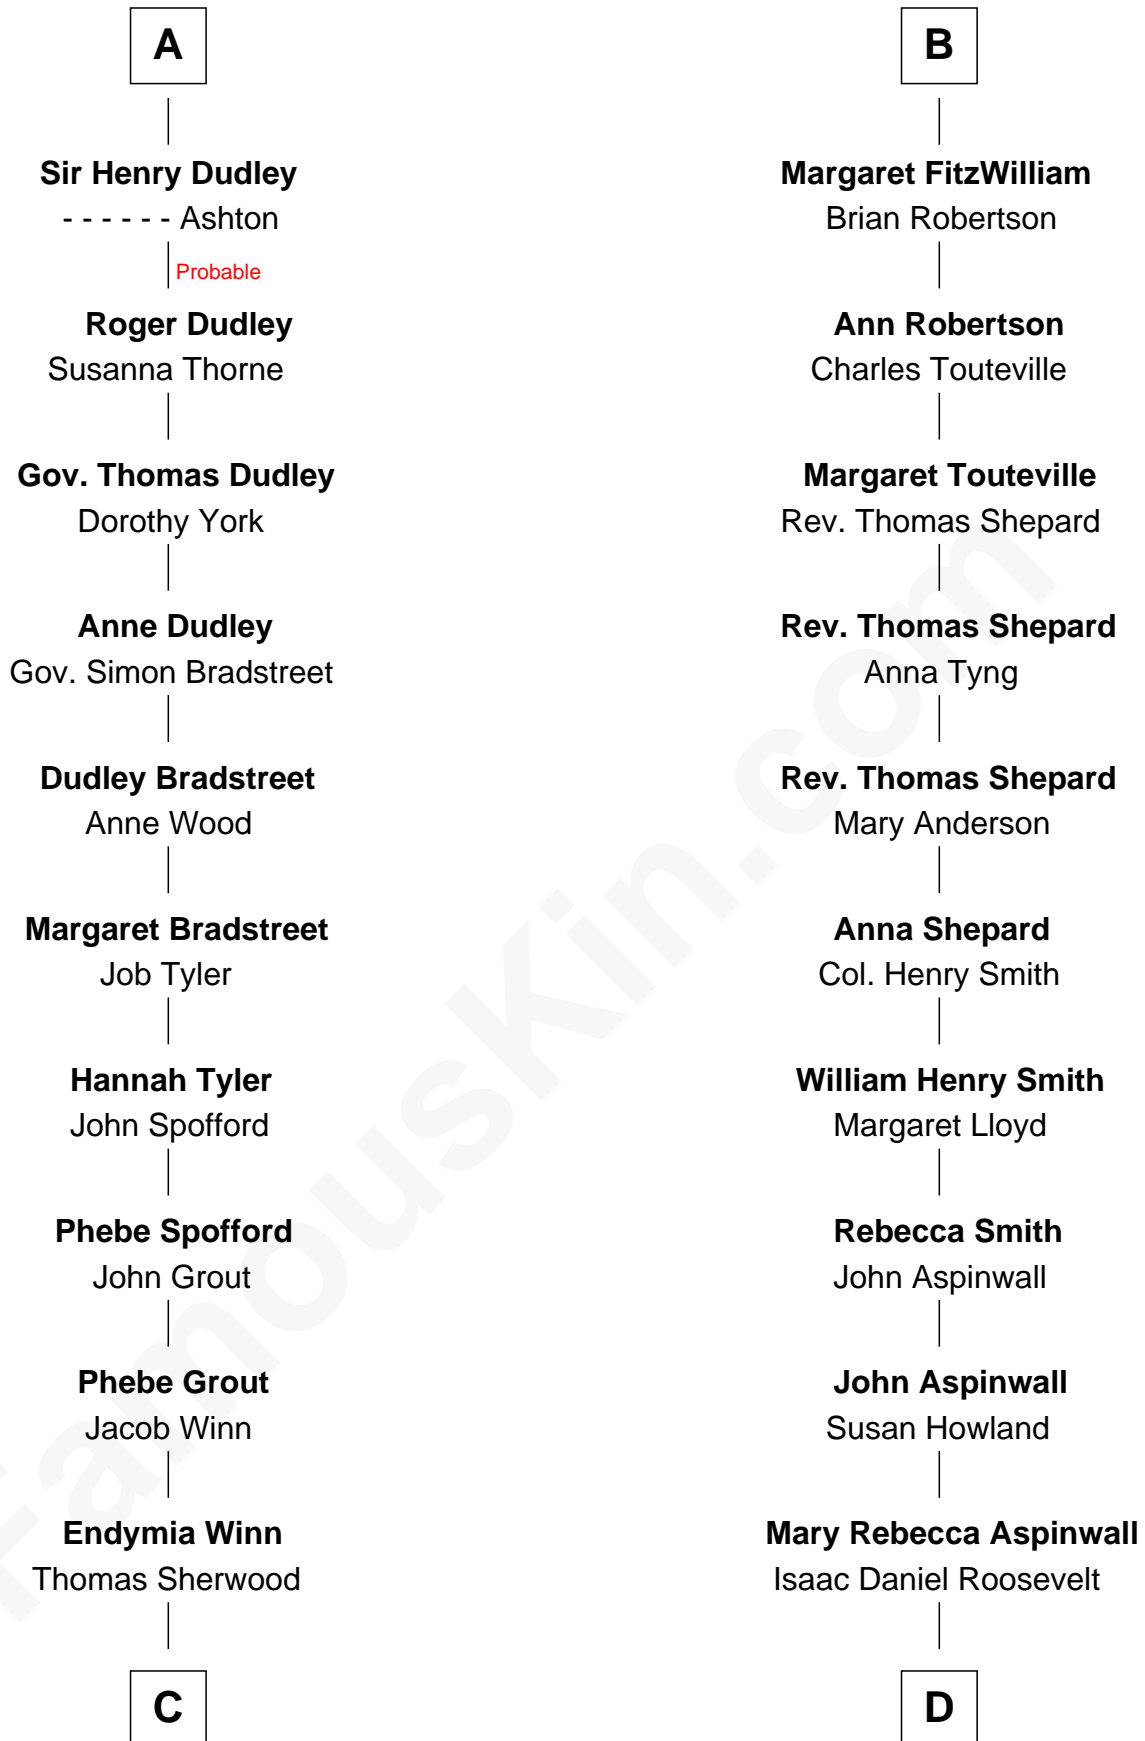 A
Sir Henry Dudley
- - - - - - Ashton
Probable
Roger Dudley
Susanna Thorne
Gov. Thomas Dudley
Dorothy York
Anne Dudley
Gov. Simon Bradstreet
Dudley Bradstreet
Anne Wood
Margaret Bradstreet
Job Tyler
Hannah Tyler
John Spofford
Phebe Spofford
John Grout
Phebe Grout
Jacob Winn
Endymia Winn
Thomas Sherwood
C
B
Margaret FitzWilliam
Brian Robertson
Ann Robertson
Charles Touteville
Margaret Touteville
Rev. Thomas Shepard
Rev. Thomas Shepard
Anna Tyng
Rev. Thomas Shepard
Mary Anderson
Anna Shepard
Col. Henry Smith
William Henry Smith
Margaret Lloyd
Rebecca Smith
John Aspinwall
John Aspinwall
Susan Howland
Mary Rebecca Aspinwall
Isaac Daniel Roosevelt
D
FamousKin.com